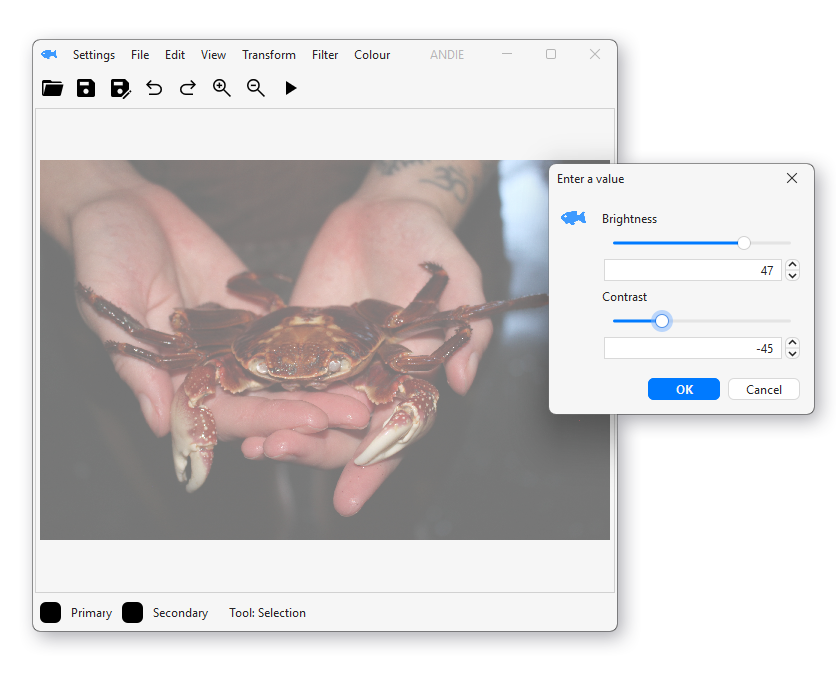 Settings File Edit View Transform Filter Colour ANDIE
Enter a value
Brightness
47
Contrast
-45
OK Cancel
Primary Secondary Tool: Selection